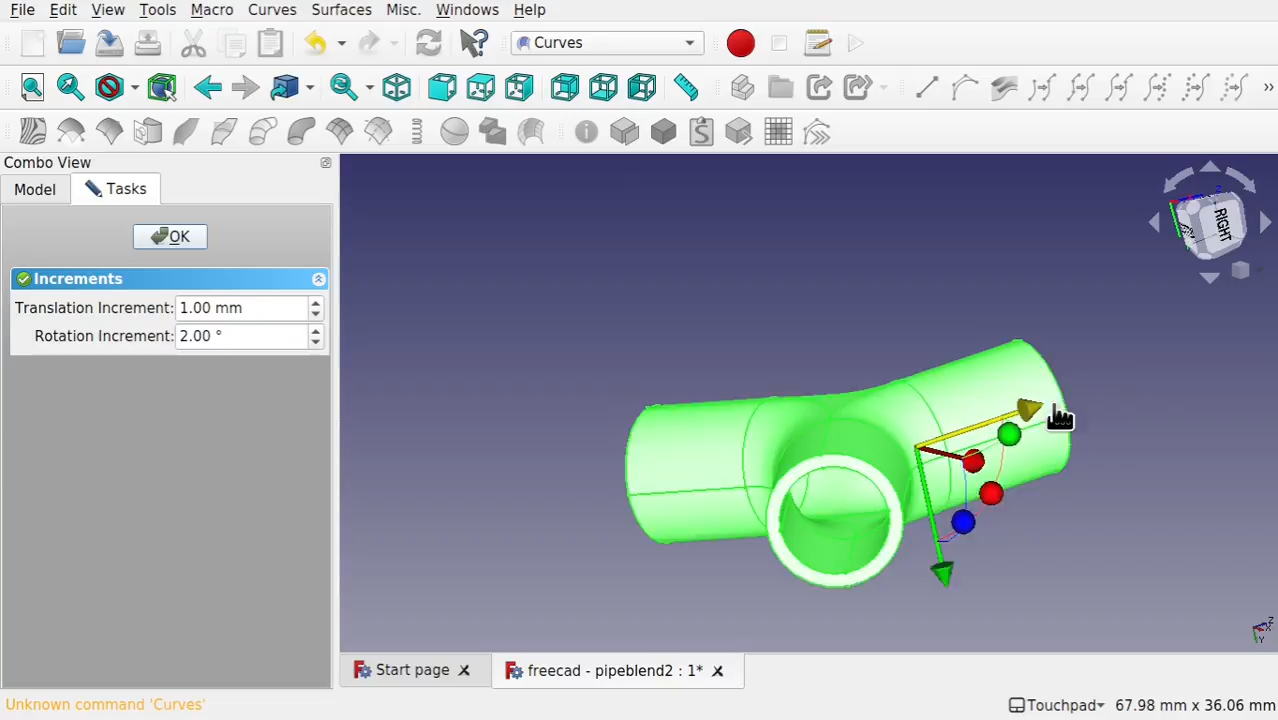 File Edit View Tools Macro Curves Surfaces Misc. Windows Help
Curves
»
Combo View
Model Tasks
OK
Increments
Translation Increment: 1.00 mm
Rotation Increment: 2.00 °
RIGHT
Z
Z
X
Y
Start page
freecad - pipeblend2 : 1*
Unknown command 'Curves'
Touchpad 67.98 mm x 36.06 mm